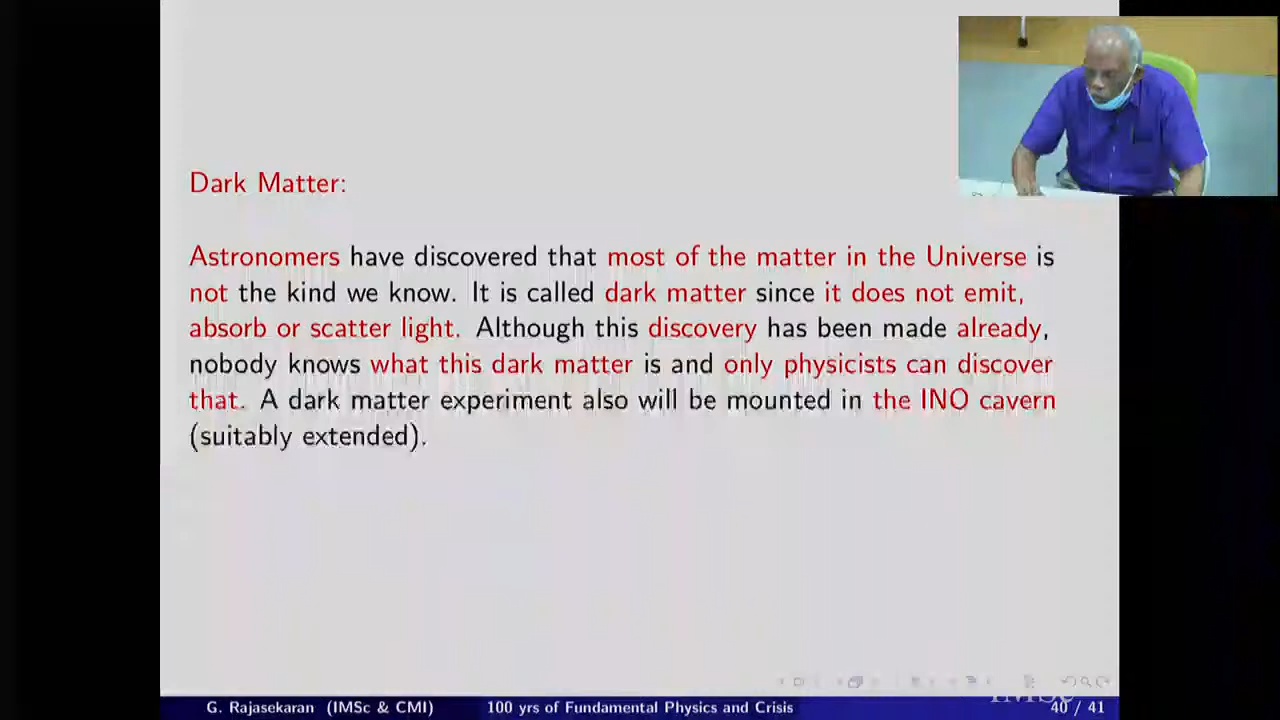 Dark Matter:
Astronomers have discovered that most of the matter in the Universe is
not the kind we know. It is called dark matter since it does not emit,
absorb or scatter light. Although this discovery has been made already,
nobody knows what this dark matter is and only physicists can discover
that. A dark matter experiment also will be mounted in the INO cavern
(suitably extended).
IMSc
G. Rajasekaran (IMSc & CMI) 100 yrs of Fundamental Physics and Crisis 40 / 41